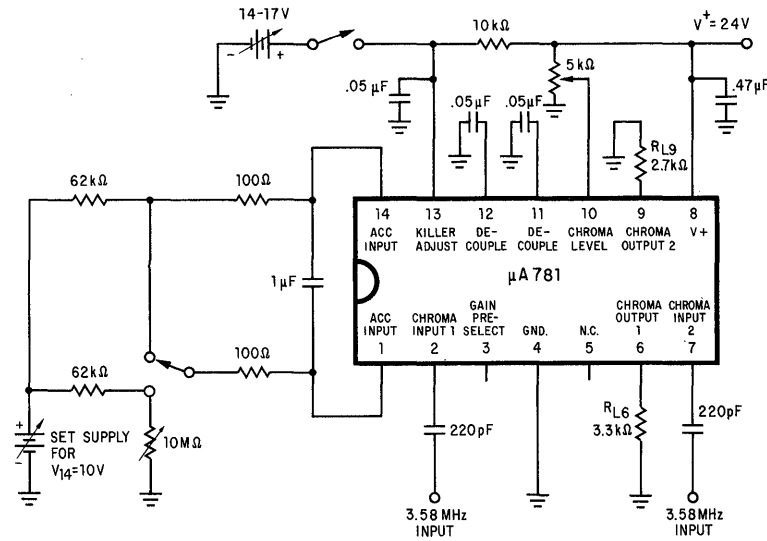 14-17V
- +
10kΩ
V+ = 24V
5kΩ
.05 μF
.05μF
.05μF
.47μF
RL9
2.7kΩ
62kΩ
100Ω
14 13 12 11 10 9 8
ACC INPUT
KILLER ADJUST
DE-COUPLE
DE-COUPLE
CHROMA LEVEL
CHROMA OUTPUT 2
V+
μA781
1μF
ACC INPUT
CHROMA INPUT 1
GAIN PRE-SELECT
GND.
N.C.
CHROMA OUTPUT 1
CHROMA INPUT 2
1 2 3 4 5 6 7
100Ω
62kΩ
+
-
SET SUPPLY
FOR
V14=10V
10MΩ
220pF
RL6
3.3kΩ
220pF
3.58 MHz
INPUT
3.58MHz
INPUT